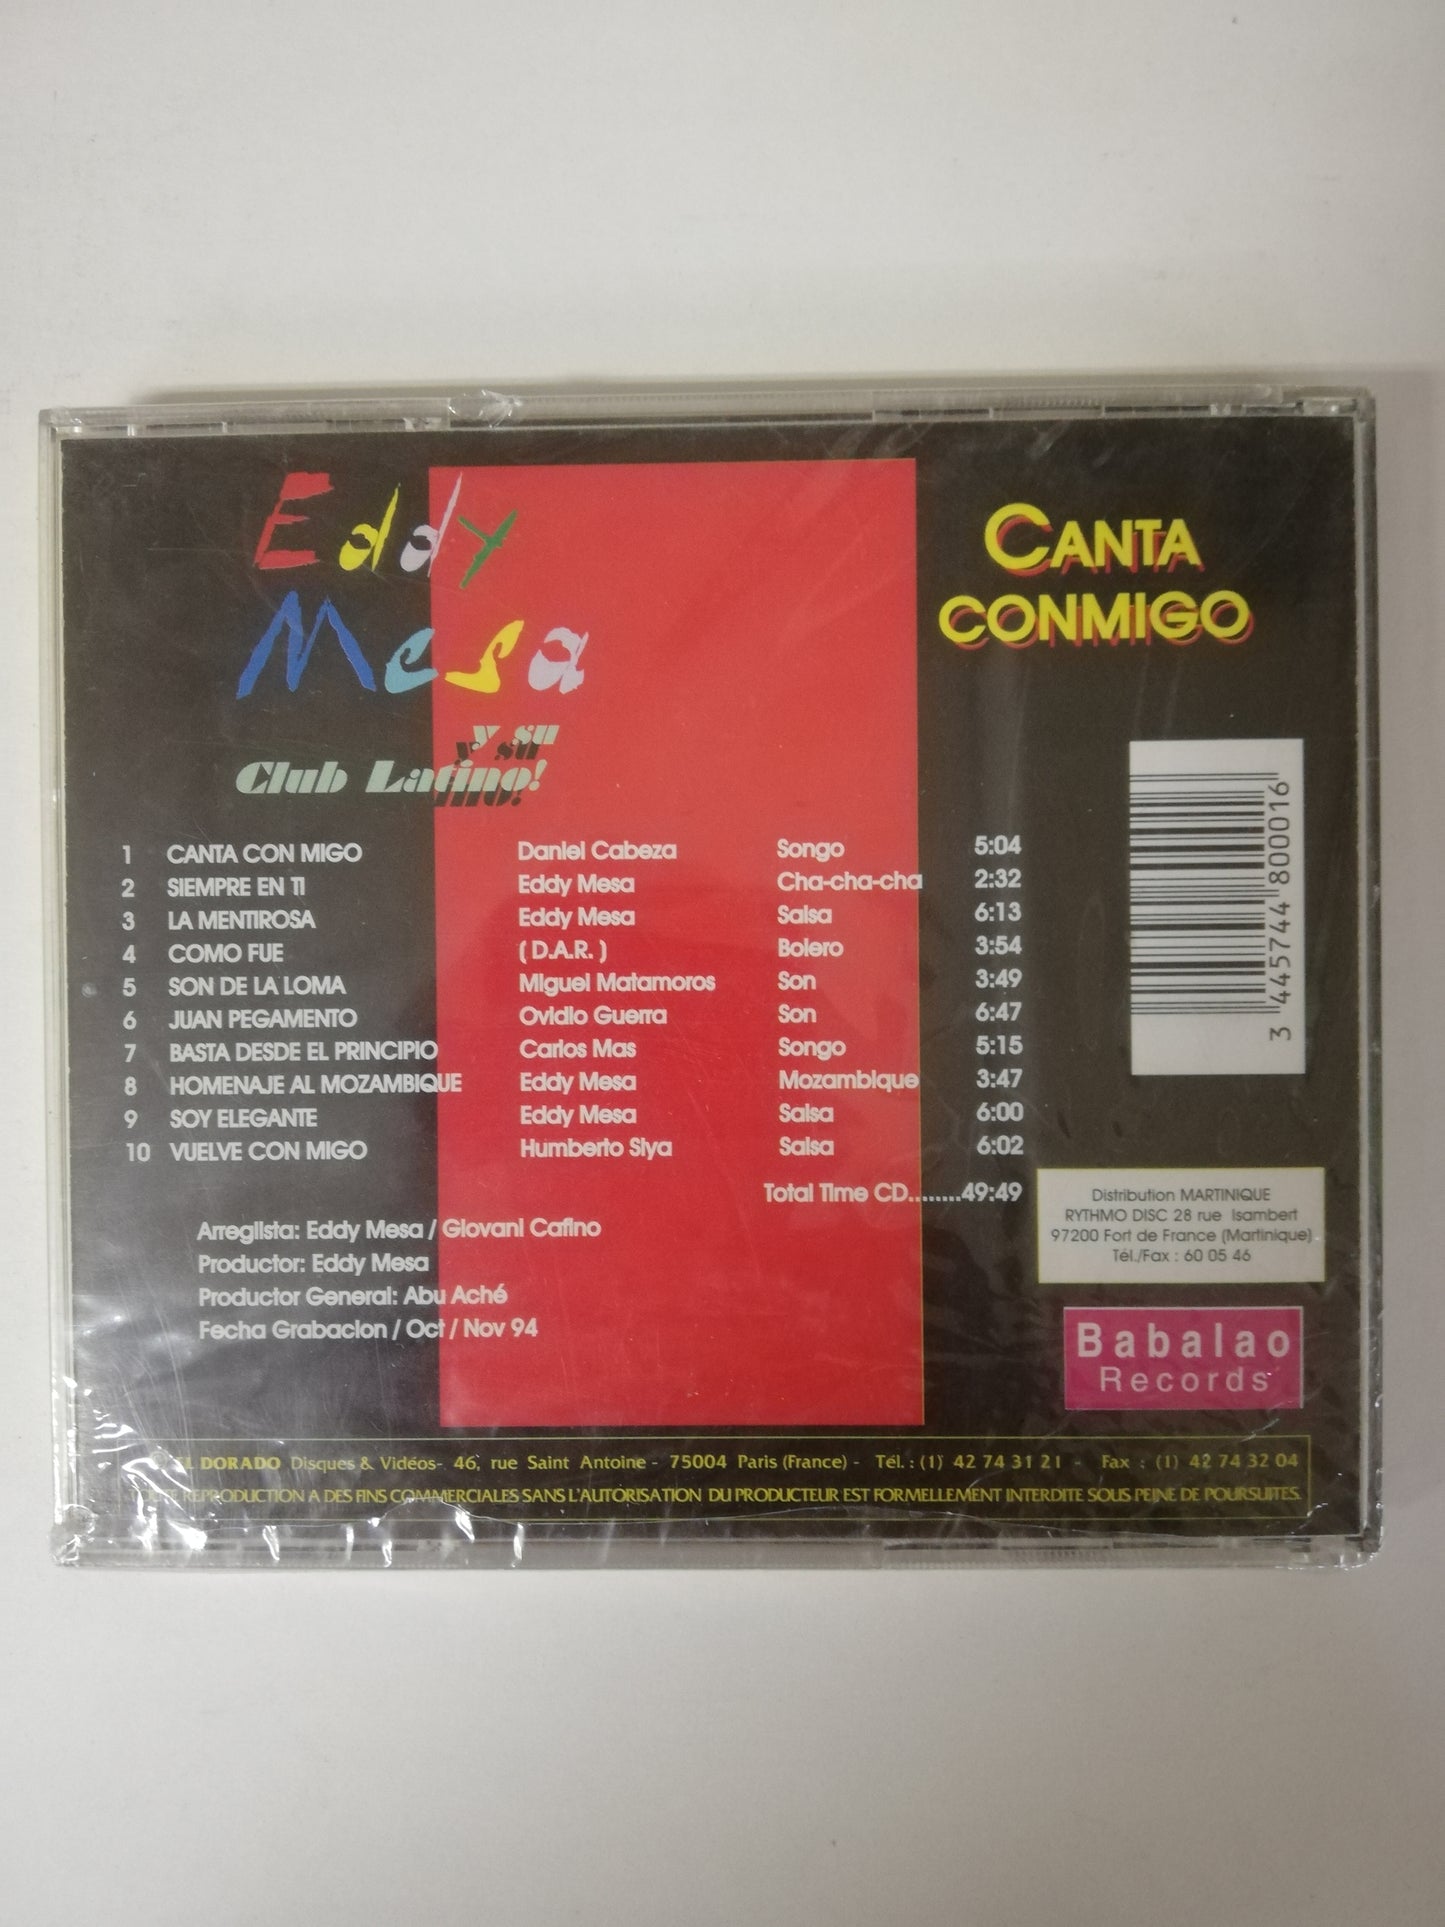 Eddy
Mesa
y su
Club Latino!
CANTA
CONMIGO
1 CANTA CON MIGO Daniel Cabeza Songo 5:04
2 SIEMPRE EN TI Eddy Mesa Cha-cha-cha 2:32
3 LA MENTIROSA Eddy Mesa Salsa 6:13
4 COMO FUE ( D.A.R. ) Bolero 3:54
5 SON DE LA LOMA Miguel Matamoros Son 3:49
6 JUAN PEGAMENTO Ovidio Guerra Son 6:47
7 BASTA DESDE EL PRINCIPIO Carlos Mas Songo 5:15
8 HOMENAJE AL MOZAMBIQUE Eddy Mesa Mozambique 3:47
9 SOY ELEGANTE Eddy Mesa Salsa 6:00
10 VUELVE CON MIGO Humberto Slya Salsa 6:02
Total Time CD........49:49
Arreglista: Eddy Mesa / Giovani Cafino
Productor: Eddy Mesa
Productor General: Abu Aché
Fecha Grabacion / Oct / Nov 94
3 445744 800016
Distribution MARTINIQUE
RYTHMO DISC 28 rue Isambert
97200 Fort de France (Martinique)
Tél./Fax : 60 05 46
Babalao
Records
EL DORADO Disques & Vidéos- 46, rue Saint Antoine - 75004 Paris (France) - Tél. : (1) 42 74 31 21 - Fax : (1) 42 74 32 04
REPRODUCTION A DES FINS COMMERCIALES SANS L'AUTORISATION DU PRODUCTEUR EST FORMELLEMENT INTERDITE SOUS PEINE DE POURSUITES.